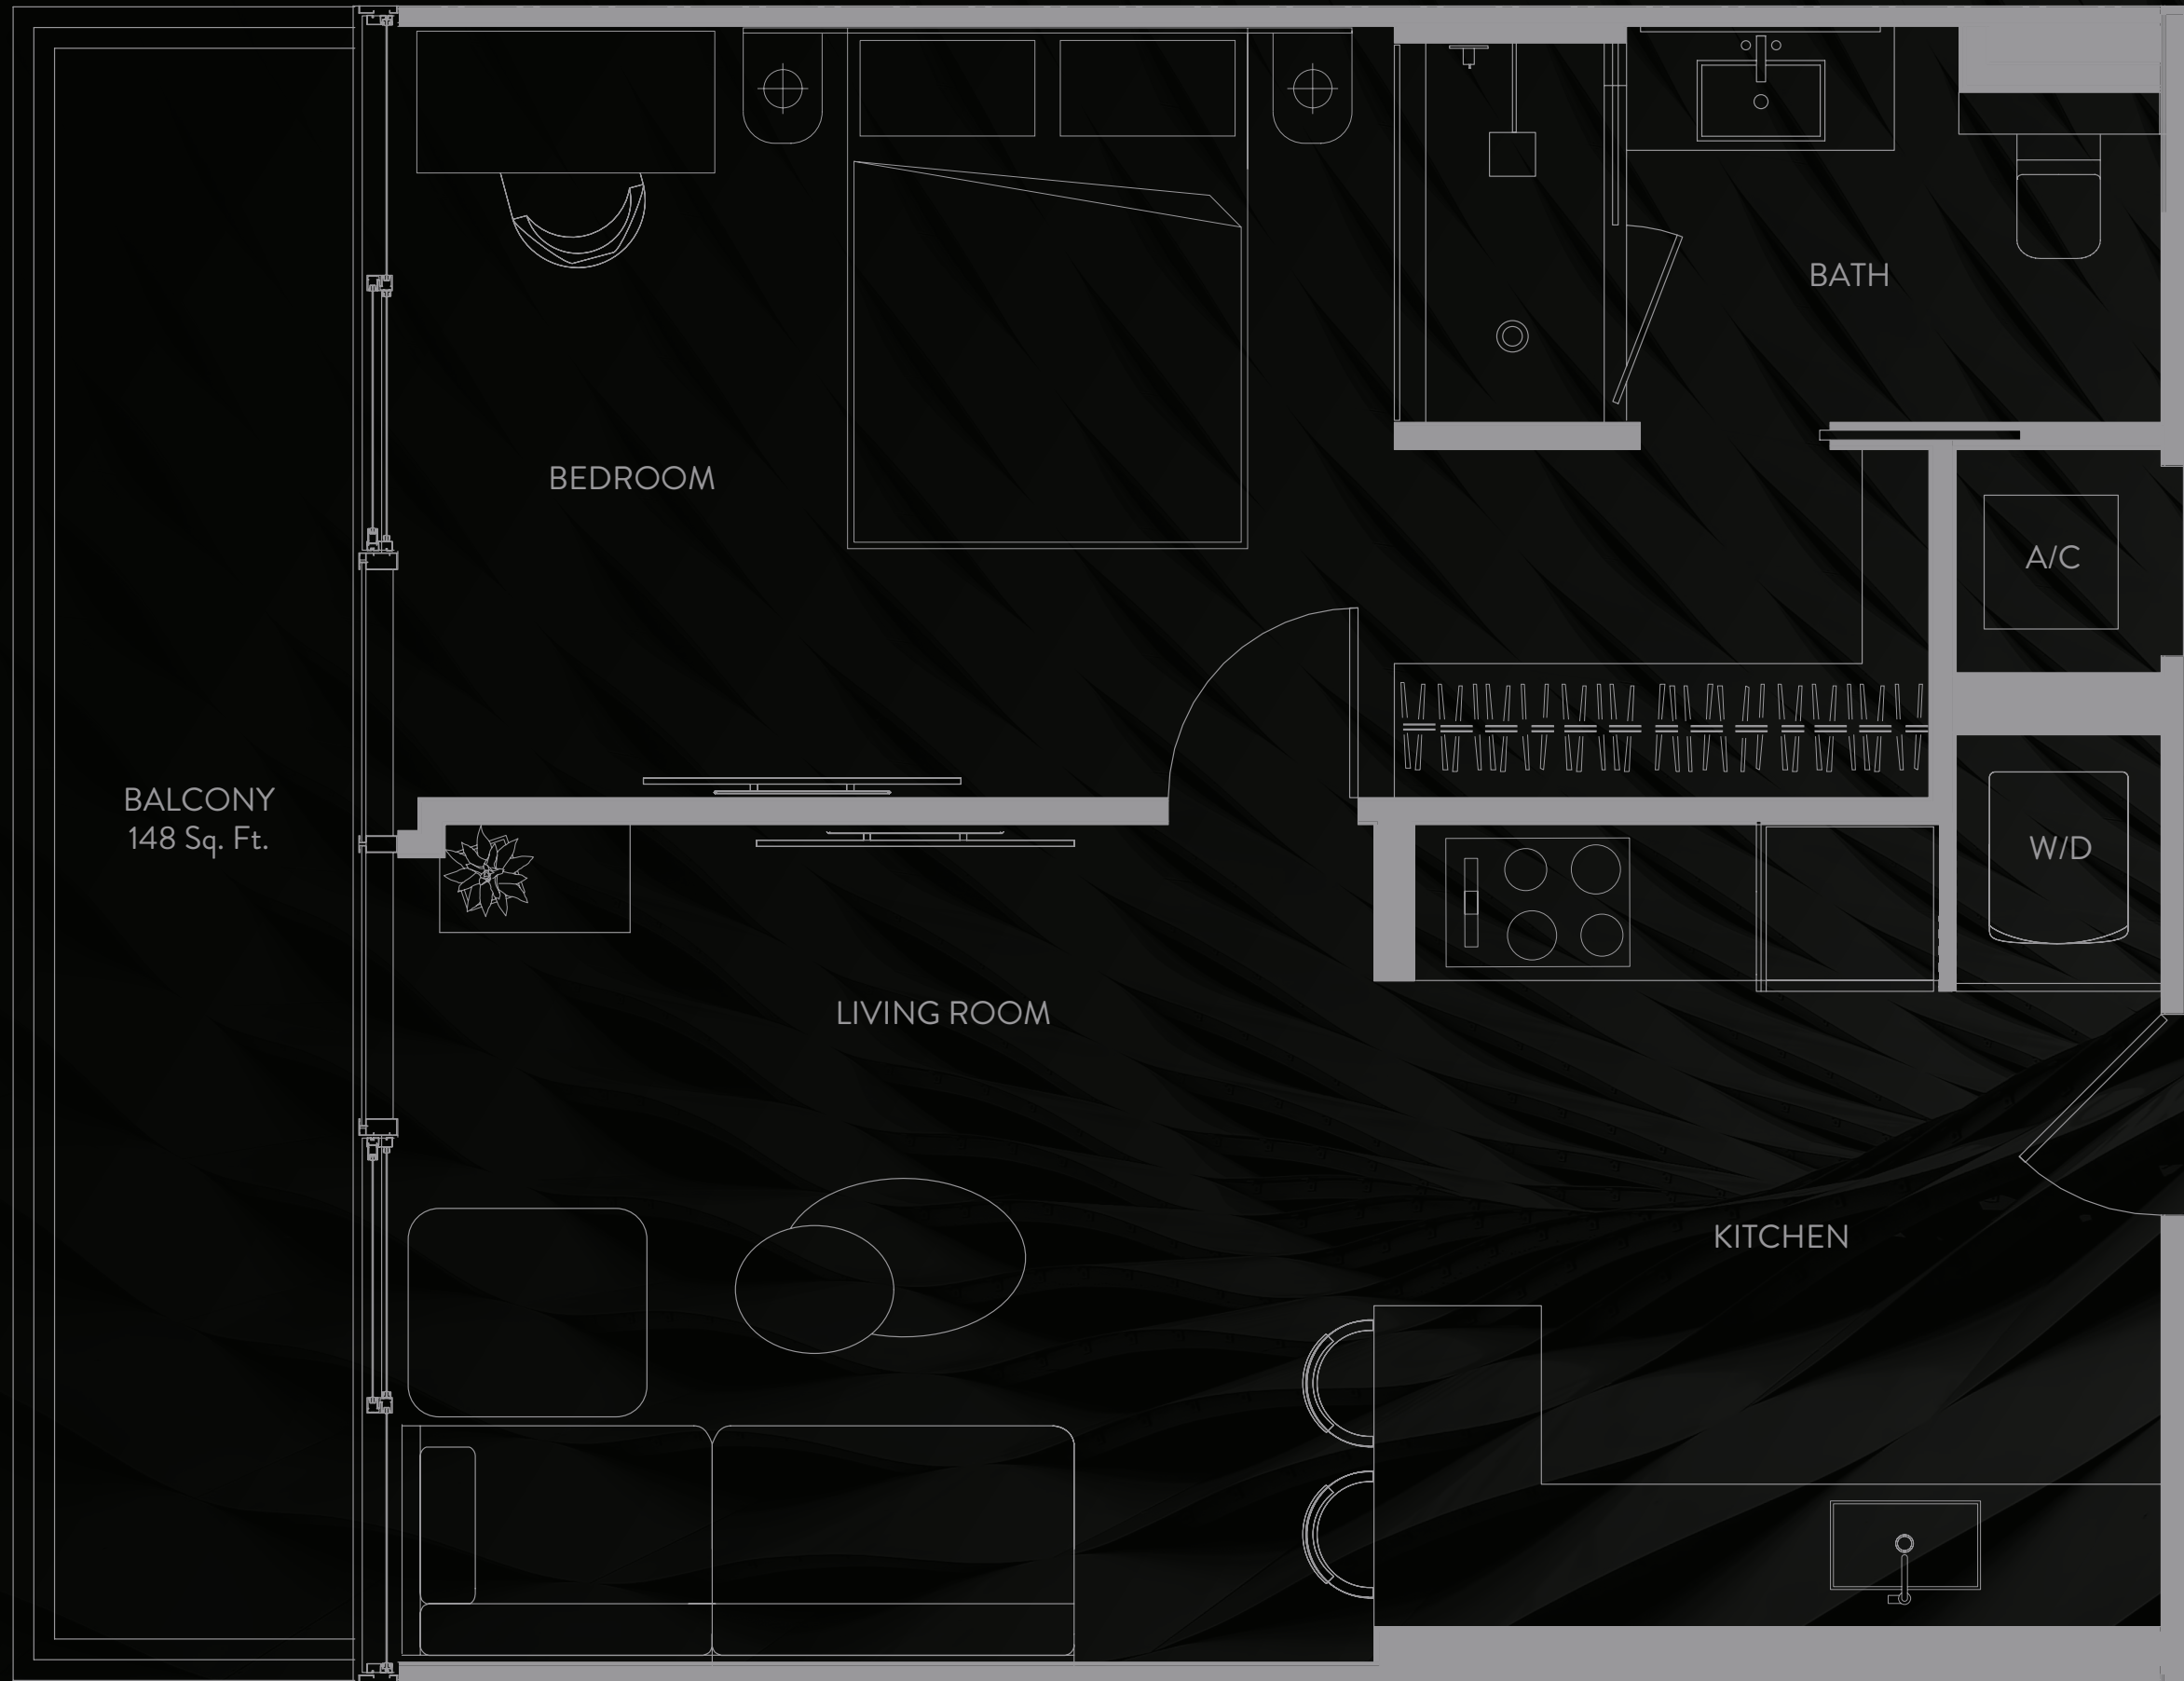 BATH
BEDROOM
A/C
BALCONY
148 Sq. Ft.
W/D
LIVING ROOM
KITCHEN